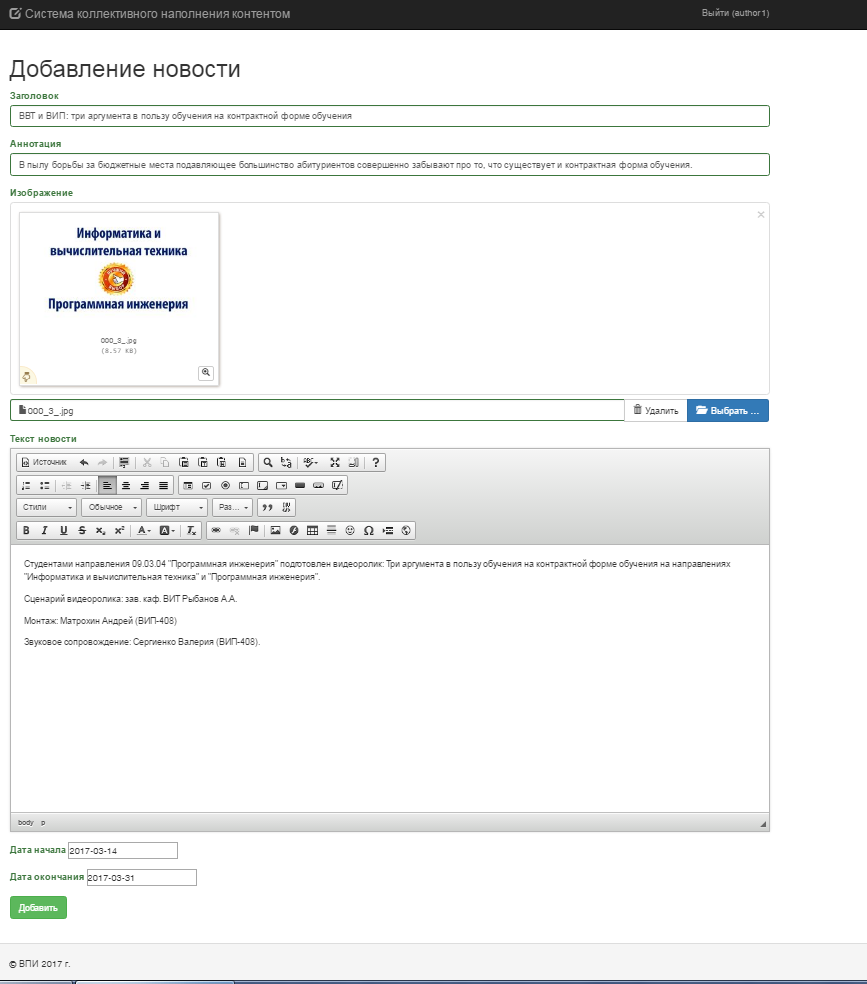 Система коллективного наполнения контентом
Выйти (author1)
Добавление новости
Заголовок
ВВТ и ВИП: три аргумента в пользу обучения на контрактной форме обучения
Аннотация
В пылу борьбы за бюджетные места подавляющее большинство абитуриентов совершенно забывают про то, что существует и контрактная форма обучения.
Изображение
×
Информатика и
вычислительная техника
Программная инженерия
000_3_.jpg
(8.57 KB)
000_3_.jpg
Удалить
Выбрать ...
Текст новости
Источник
?
Стили
Обычное
Шрифт
Раз...
B I U S x₂ x² A A Tx
Ω
Студентами направления 09.03.04 "Программная инженерия" подготовлен видеоролик: Три аргумента в пользу обучения на контрактной форме обучения на направлениях
"Информатика и вычислительная техника" и "Программная инженерия".
Сценарий видеоролика: зав. каф. ВИТ Рыбанов А.А.
Монтаж: Матрохин Андрей (ВИП-408)
Звуковое сопровождение: Сергиенко Валерия (ВИП-408).
body p
Дата начала 2017-03-14
Дата окончания 2017-03-31
Добавить
© ВПИ 2017 г.